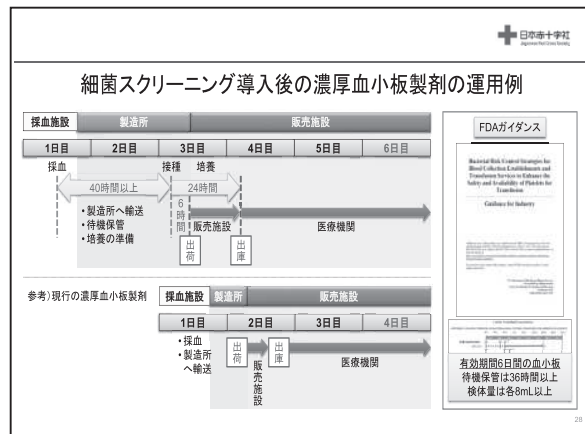 日本赤十字社
Japanese Red Cross Society
細菌スクリーニング導入後の濃厚血小板製剤の運用例
採血施設 製造所 販売施設
1日目 2日目 3日目 4日目 5日目 6日目
採血 接種 培養
40時間以上 24時間
・製造所へ輸送
・待機保管
・培養の準備
6時間
販売施設
医療機関
出荷
出庫
参考)現行の濃厚血小板製剤
採血施設 製造所 販売施設
1日目 2日目 3日目 4日目
・採血
・製造所へ輸送
出荷
販売施設
出庫
医療機関
FDAガイダンス
Bacterial Risk Control Strategies for
Blood Collection Establishments and
Transfusion Services to Enhance the
Safety and Availability of Platelets for
Transfusion
Guidance for Industry
有効期間6日間の血小板
待機保管は36時間以上
検体量は各8mL以上
28